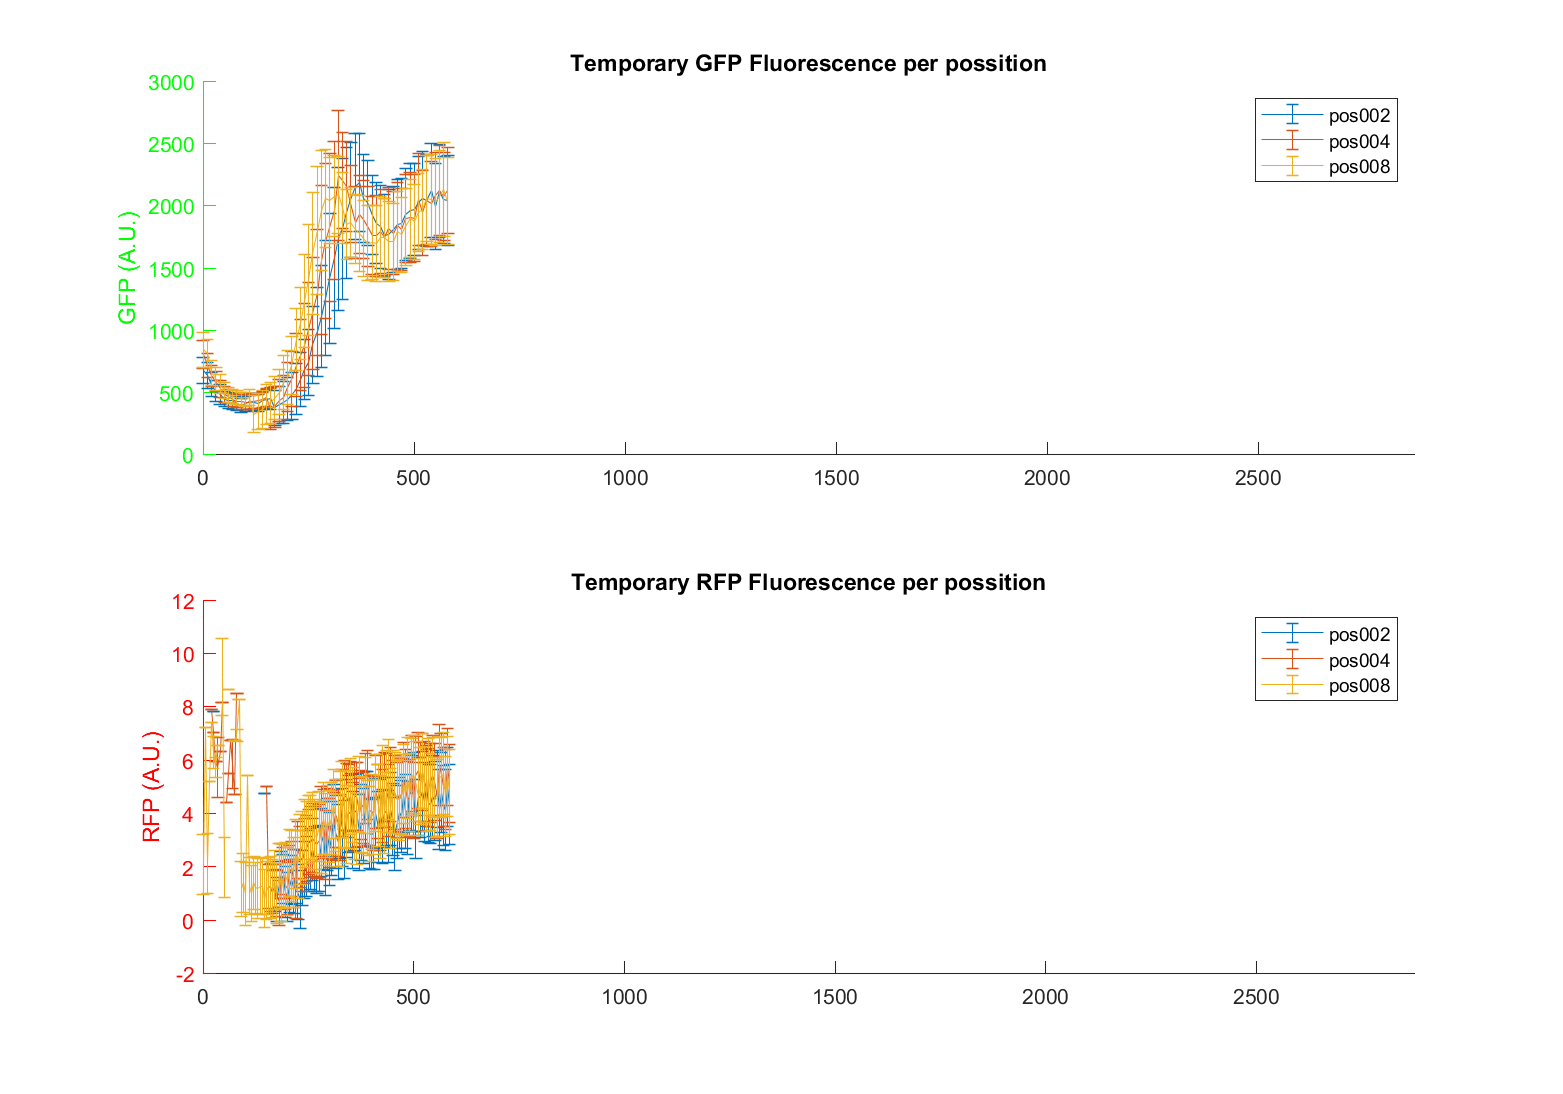 Temporary GFP Fluorescence per possition
3000
2500
2000
1500
1000
500
0
GFP (A.U.)
0 500 1000 1500 2000 2500
pos002
pos004
pos008
Temporary RFP Fluorescence per possition
12
10
8
6
4
2
0
-2
RFP (A.U.)
0 500 1000 1500 2000 2500
pos002
pos004
pos008